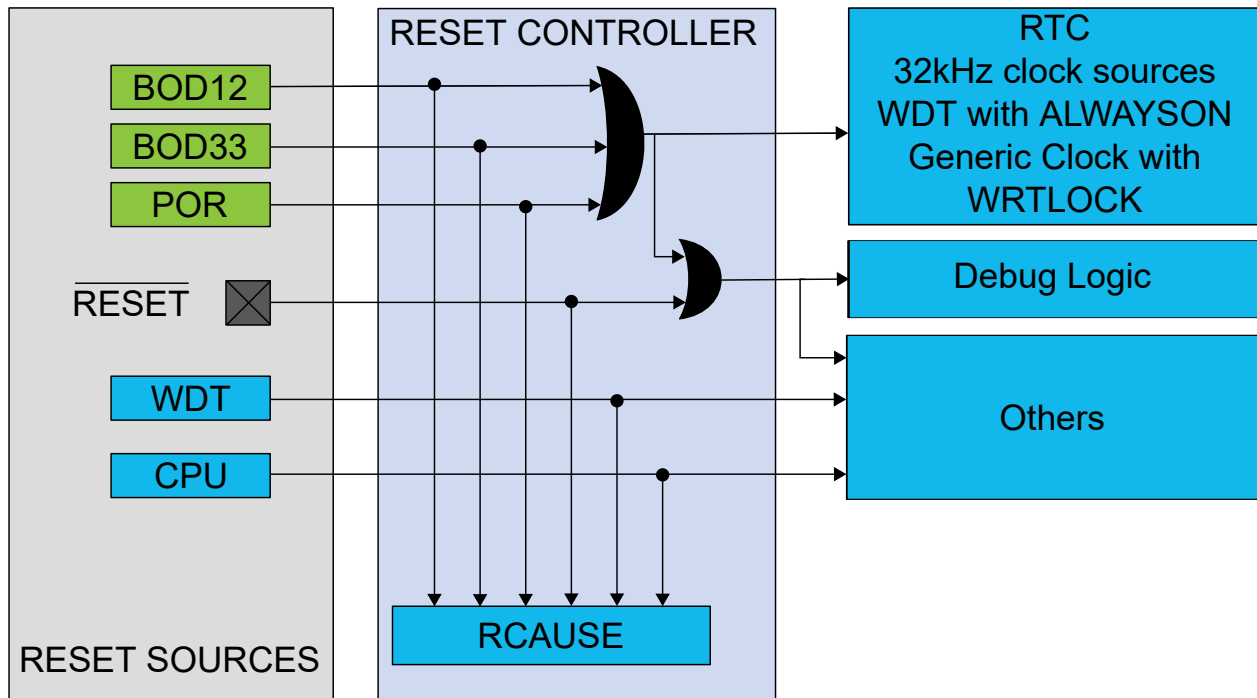 RESET CONTROLLER
BOD12
BOD33
POR
RESET
WDT
CPU
RESET SOURCES
RCAUSE
RTC
32kHz clock sources
WDT with ALWAYSON
Generic Clock with
WRTLOCK
Debug Logic
Others